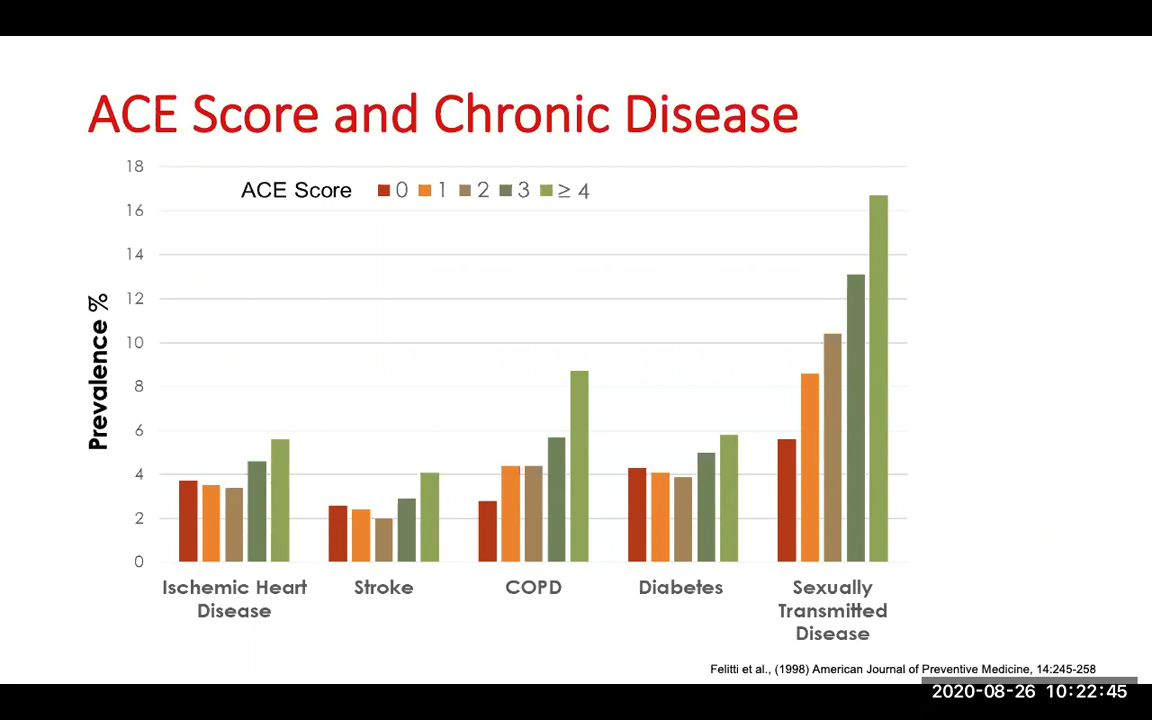 ACE Score and Chronic Disease
18
ACE Score 0 1 2 3 ≥ 4
16
14
12
10
8
6
4
2
0
Prevalence %
Ischemic Heart
Disease
Stroke
COPD
Diabetes
Sexually
Transmitted
Disease
Felitti et al., (1998) American Journal of Preventive Medicine, 14:245-258
2020-08-26 10:22:45